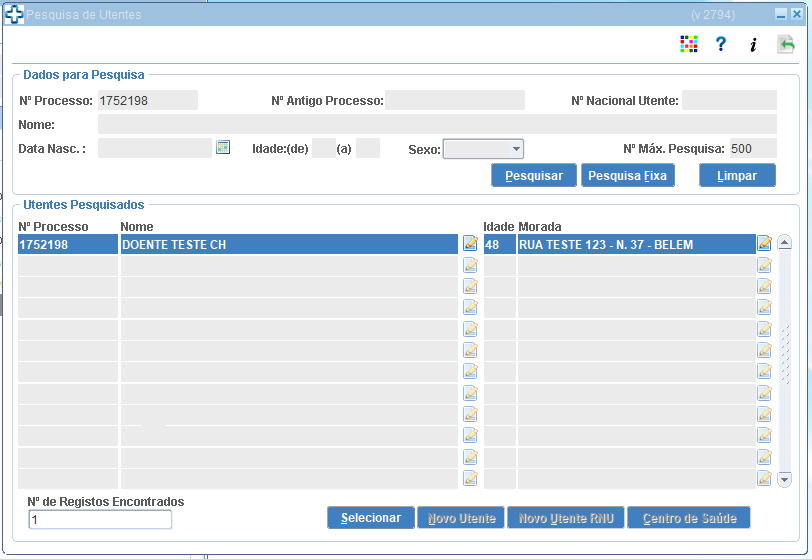 Pesquisa de Utentes (v 2794)
? i
Dados para Pesquisa
Nº Processo: 1752198 Nº Antigo Processo: Nº Nacional Utente:
Nome:
Data Nasc. : Idade:(de) (a) Sexo: Nº Máx. Pesquisa: 500
Pesquisar Pesquisa Fixa Limpar
Utentes Pesquisados
Nº Processo Nome Idade Morada
1752198 DOENTE TESTE CH 48 RUA TESTE 123 - N. 37 - BELEM
Nº de Registos Encontrados
1
Selecionar Novo Utente Novo Utente RNU Centro de Saúde